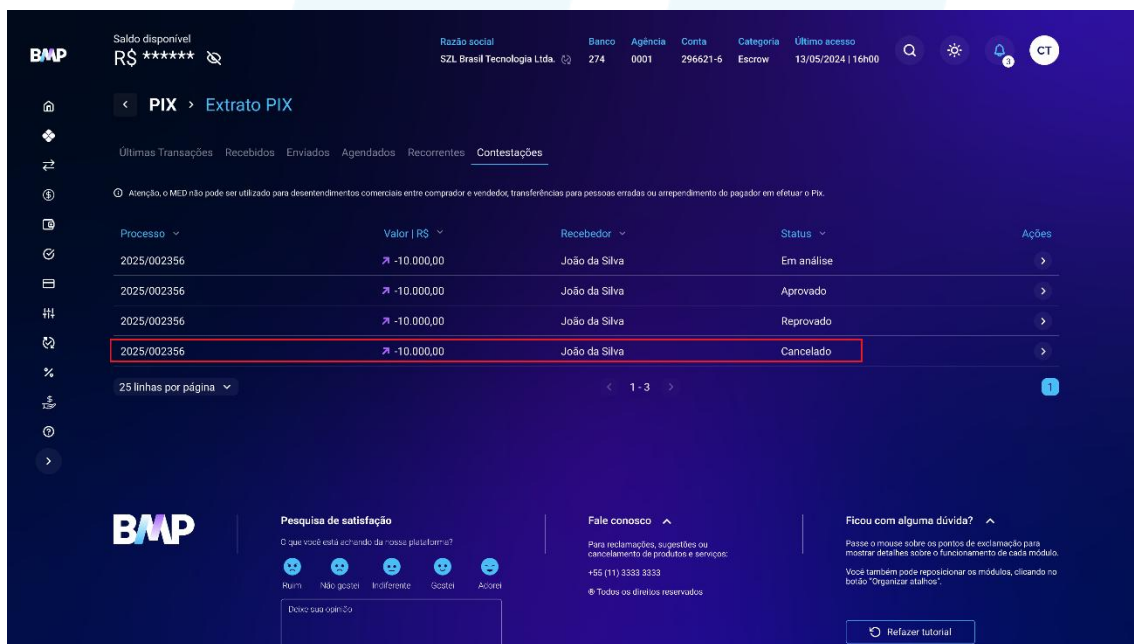 BMP
Saldo disponível
R$ ******
Razão social
SZL Brasil Tecnologia Ltda.
Banco
274
Agência
0001
Conta
296621-6
Categoria
Escrow
Último acesso
13/05/2024 | 16h00
3
CT
PIX > Extrato PIX
Últimas Transações Recebidos Enviados Agendados Recorrentes Contestações
Atenção, o MED não pode ser utilizado para desentendimentos comerciais entre comprador e vendedor, transferências para pessoas erradas ou arrependimento do pagador em efetuar o Pix.
Processo Valor | R$ Recebedor Status Ações
2025/002356 -10.000,00 João da Silva Em análise
2025/002356 -10.000,00 João da Silva Aprovado
2025/002356 -10.000,00 João da Silva Reprovado
2025/002356 -10.000,00 João da Silva Cancelado
25 linhas por página
1 - 3
1
BMP
Pesquisa de satisfação
O que você está achando da nossa plataforma?
Ruim Não gostei Indiferente Gostei Adorei
Deixe sua opinião
Fale conosco
Para reclamações, sugestões ou
cancelamento de produtos e serviços:
+55 (11) 3333 3333
® Todos os direitos reservados
Ficou com alguma dúvida?
Passe o mouse sobre os pontos de exclamação para
mostrar detalhes sobre o funcionamento de cada módulo.
Você também pode reposicionar os módulos, clicando no
botão "Organizar atalhos".
Refazer tutorial